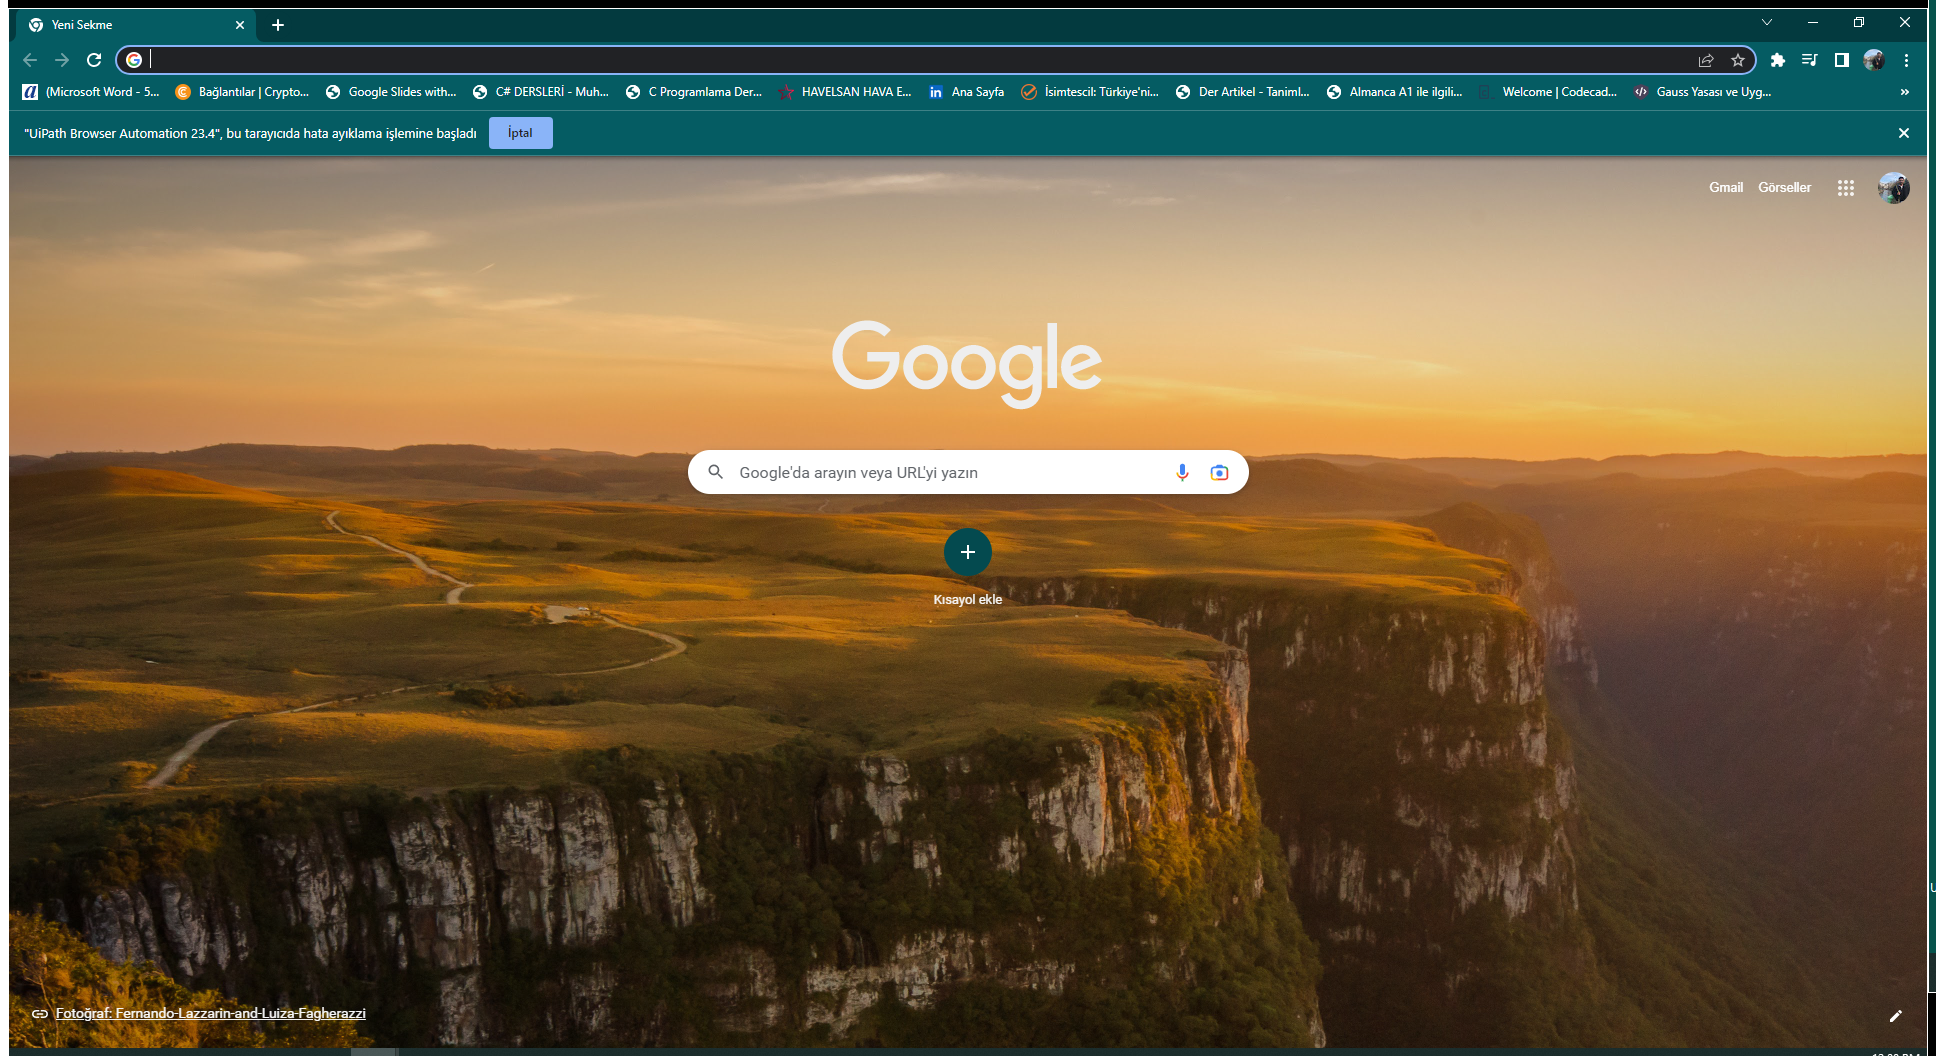 Yeni Sekme
(Microsoft Word - 5...
Bağlantılar | Crypto...
Google Slides with...
C# DERSLERİ - Muh...
C Programlama Der...
HAVELSAN HAVA E...
Ana Sayfa
İsimtescil: Türkiye'ni...
Der Artikel - Tanimł...
Almanca A1 ile ilgili...
Welcome | Codecad...
Gauss Yasası ve Uyg...
"UiPath Browser Automation 23.4", bu tarayıcıda hata ayıklama işlemine başladı
İptal
Gmail
Görseller
Google
Google'da arayın veya URL'yi yazın
Kısayol ekle
Fotoğraf: Fernando-Lazzarin-and-Luiza-Fagherazzi